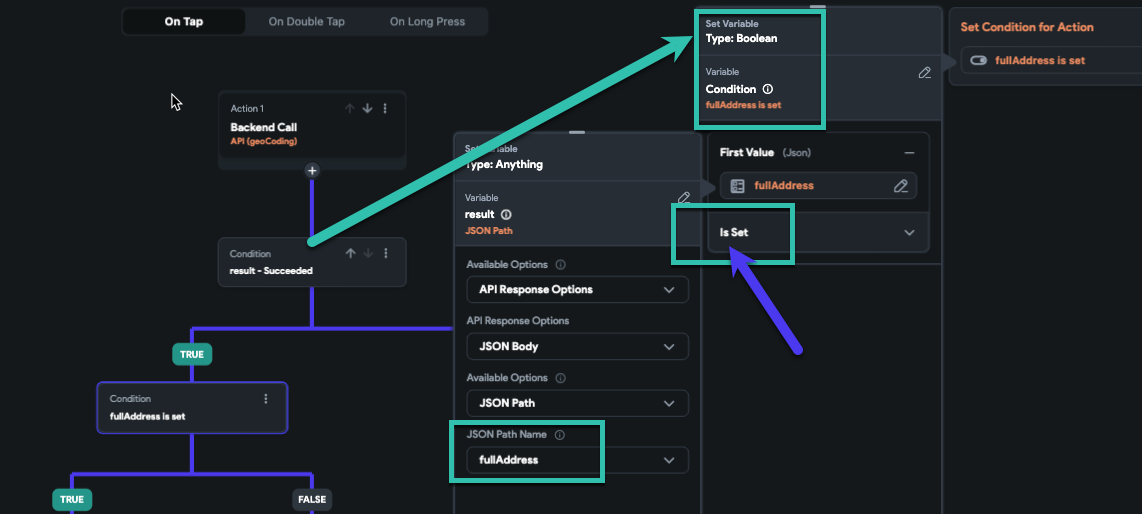 On Tap
On Double Tap
On Long Press
Action 1
Backend Call
API (geoCoding)
Condition
result - Succeeded
TRUE
Condition
fullAddress is set
TRUE
FALSE
Set Variable
Type: Anything
Variable
result
JSON Path
Available Options
API Response Options
API Response Options
JSON Body
Available Options
JSON Path
JSON Path Name
fullAddress
Set Variable
Type: Boolean
Variable
Condition
fullAddress is set
First Value (Json)
fullAddress
Is Set
Set Condition for Action
fullAddress is set